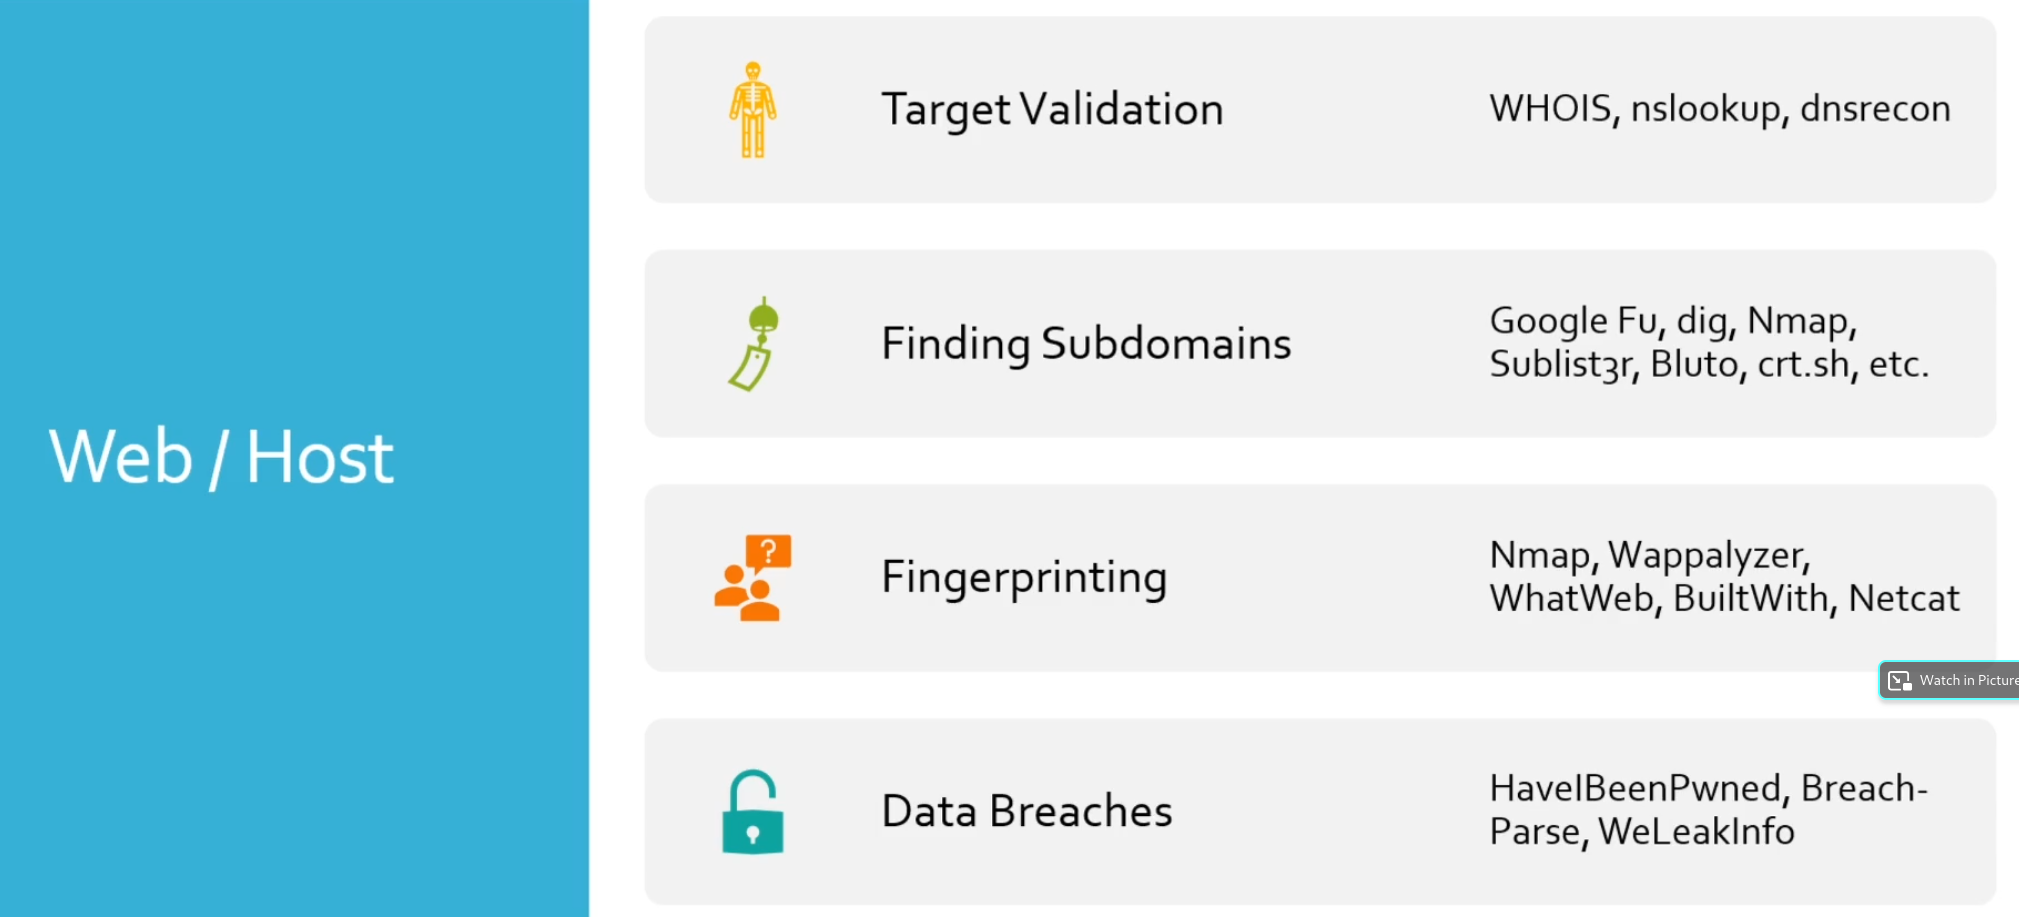 Web / Host
Target Validation
WHOIS, nslookup, dnsrecon
Finding Subdomains
Google Fu, dig, Nmap,
Sublist3r, Bluto, crt.sh, etc.
Fingerprinting
?
Nmap, Wappalyzer,
WhatWeb, BuiltWith, Netcat
Watch in Picture
Data Breaches
HaveIBeenPwned, Breach-
Parse, WeLeakInfo